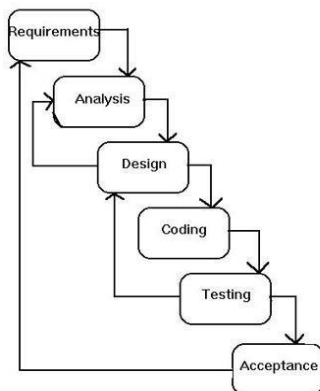 Requirements
Analysis
Design
Coding
Testing
Acceptance